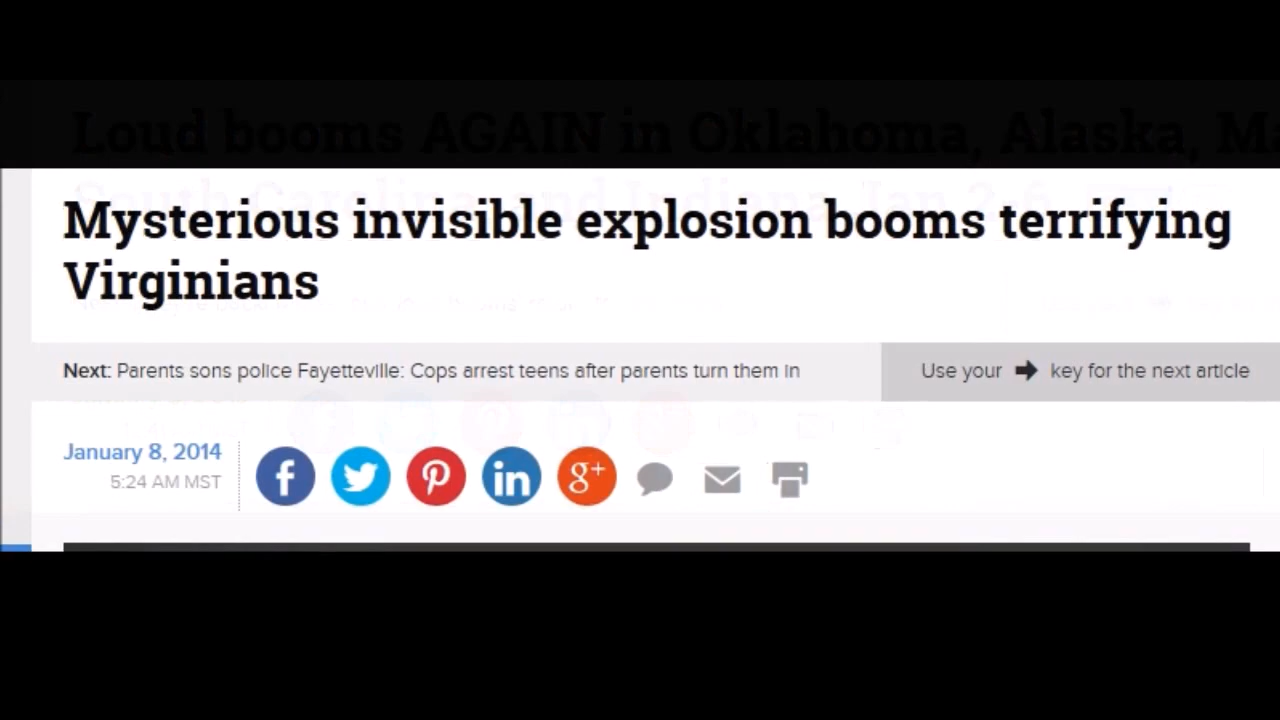 Loud booms AGAIN in Oklahoma, Alaska,
South Carolina and Indiana Jan 2-6
Mysterious invisible explosion booms terrifying
Virginians
Next: Parents sons police Fayetteville: Cops arrest teens after parents turn them in
Use your key for the next article
January 8, 2014
5:24 AM MST
f
in
g+